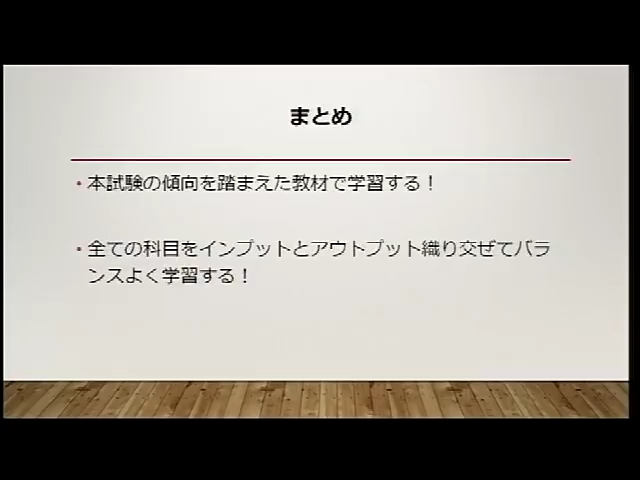 まとめ
・本試験の傾向を踏まえた教材で学習する！
・全ての科目をインプットとアウトプット織り交ぜてバラ
ンスよく学習する！